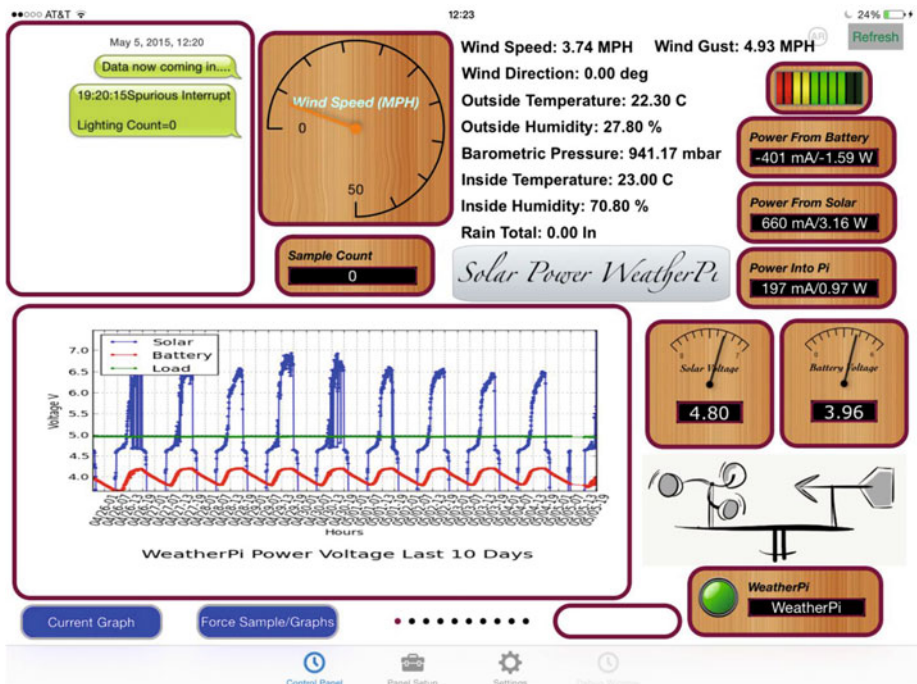 AT&T
12:23
24%
May 5, 2015, 12:20
Data now coming in....
19:20:15Spurious Interrupt
Lighting Count=0
Wind Speed (MPH)
0
50
Sample Count
0
Wind Speed: 3.74 MPH Wind Gust: 4.93 MPH
Wind Direction: 0.00 deg
Outside Temperature: 22.30 C
Outside Humidity: 27.80 %
Barometric Pressure: 941.17 mbar
Inside Temperature: 23.00 C
Inside Humidity: 70.80 %
Rain Total: 0.00 In
Solar Power WeatherPi
AR
Refresh
Power From Battery
-401 mA/-1.59 W
Power From Solar
660 mA/3.16 W
Power Into Pi
197 mA/0.97 W
Solar
Battery
Load
Voltage V
7.0
6.5
6.0
5.5
5.0
4.5
4.0
Hours
WeatherPi Power Voltage Last 10 Days
0 7
Solar Voltage
4.80
0 6
Battery Voltage
3.96
WeatherPi
WeatherPi
Current Graph
Force Sample/Graphs
Control Panel
Panel Setup
Settings